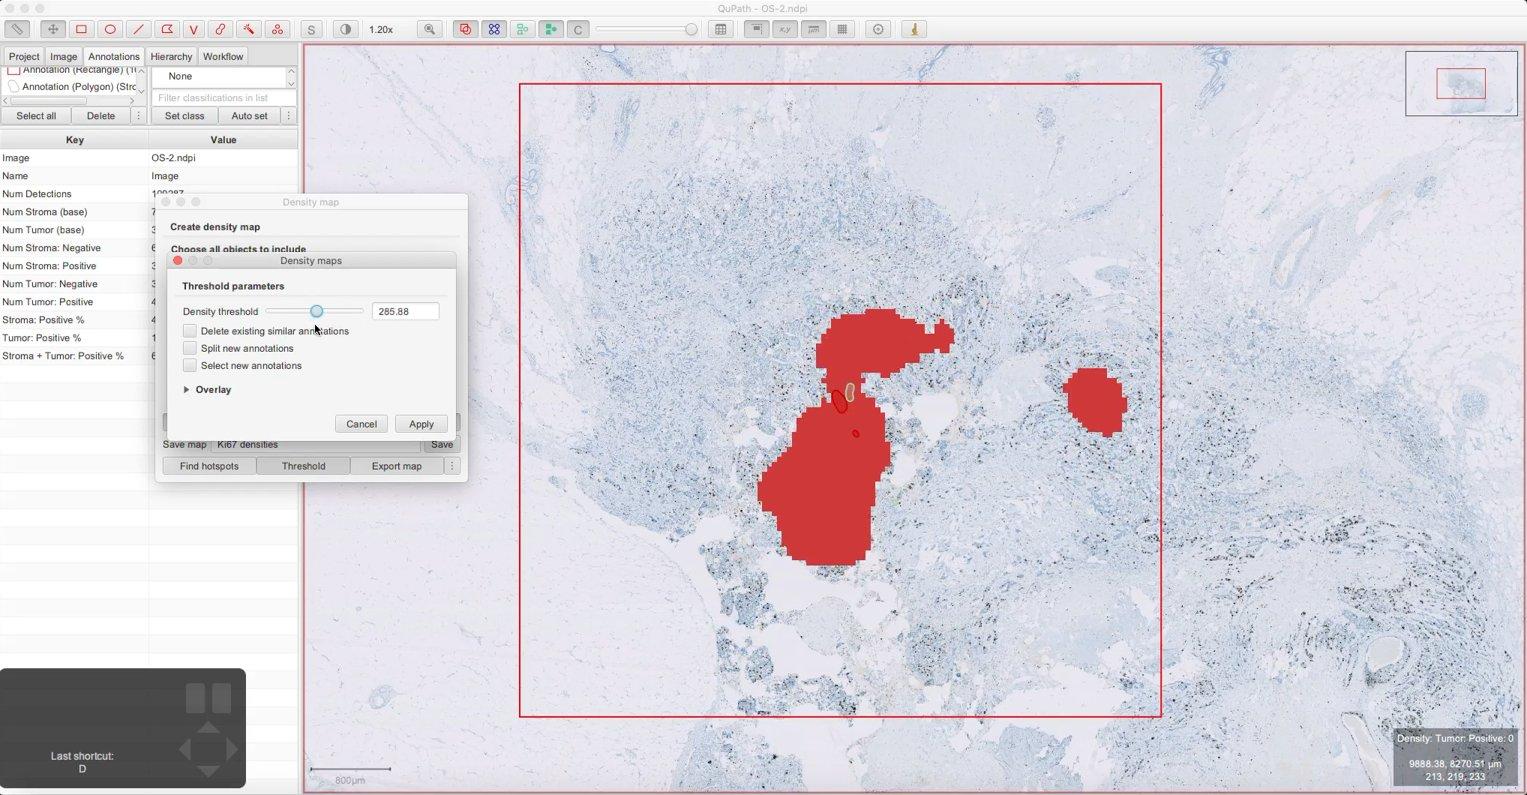 QuPath - OS-2.ndpi
V
S
1.20x
C
x,y
Project
Image
Annotations
Hierarchy
Workflow
Annotation (Rectangle)
Annotation (Polygon) (Stro
None
Filter classifications in list
Select all
Delete
Set class
Auto set
Key
Value
Image
OS-2.ndpi
Name
Image
Num Detections
Num Stroma (base)
7
Num Tumor (base)
3
Num Stroma: Negative
6
Num Stroma: Positive
3
Num Tumor: Negative
3
Num Tumor: Positive
4
Stroma: Positive %
4
Tumor: Positive %
1
Stroma + Tumor: Positive %
6
Density map
Create density map
Choose all objects to include
Density maps
Threshold parameters
Density threshold
285.88
Delete existing similar annotations
Split new annotations
Select new annotations
Overlay
Cancel
Apply
Save map
Ki67 densities
Save
Find hotspots
Threshold
Export map
Last shortcut:
D
800µm
Density: Tumor: Positive: 0
9888.38, 8270.51 µm
213, 219, 233